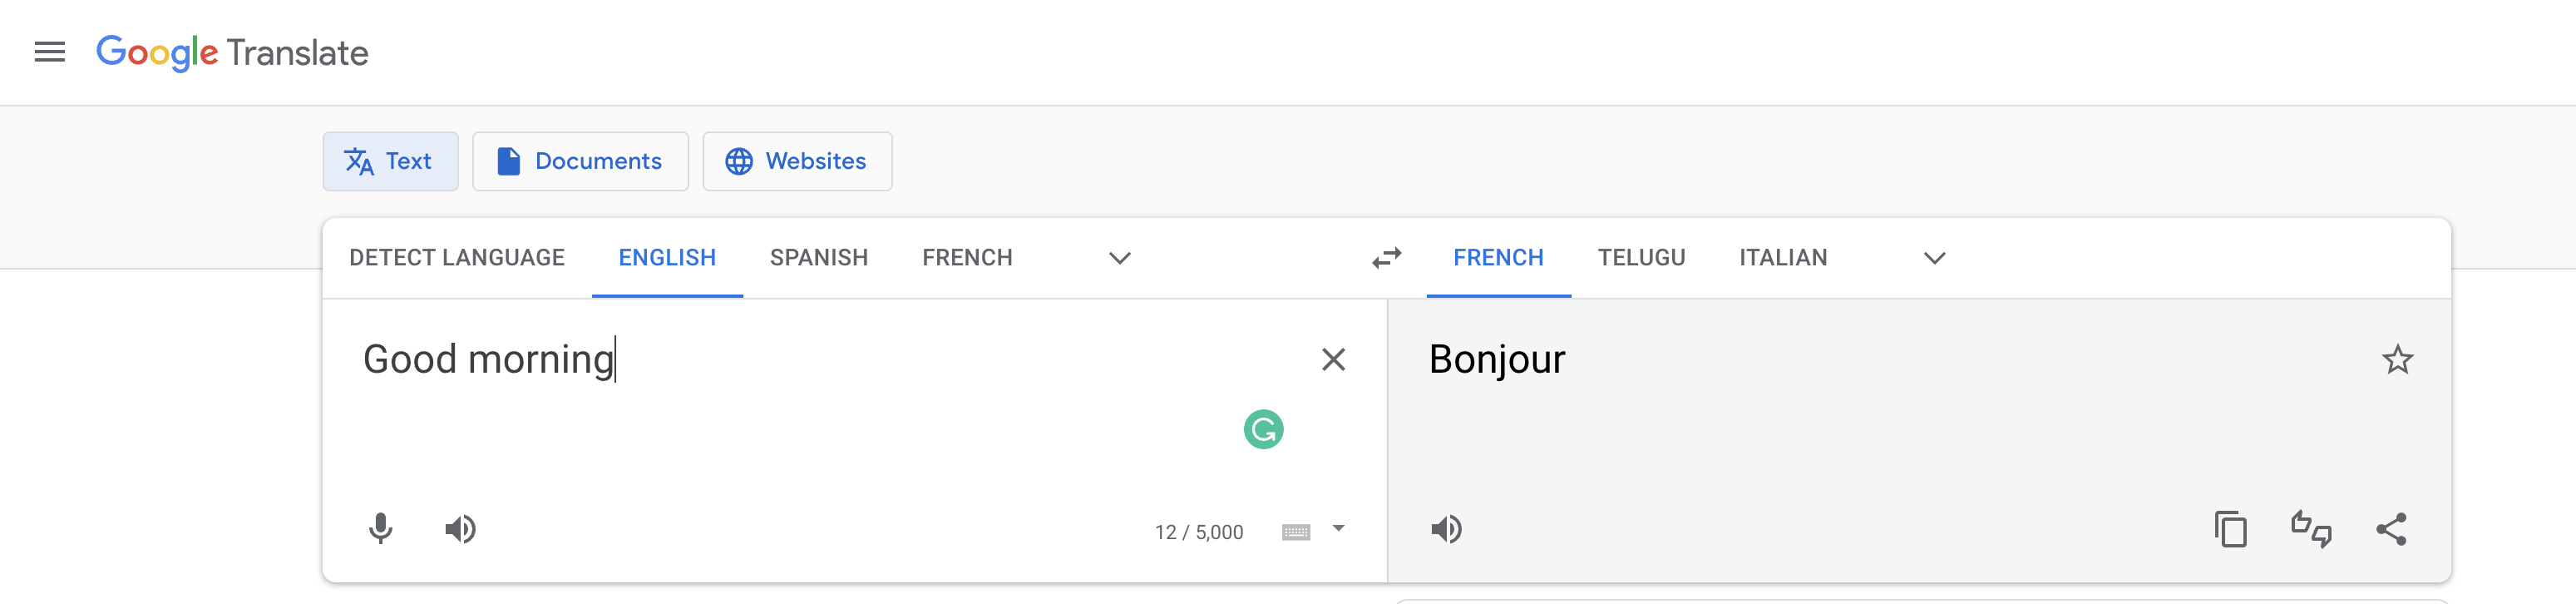 Google Translate
Text Documents Websites
DETECT LANGUAGE ENGLISH SPANISH FRENCH FRENCH TELUGU ITALIAN
Good morning Bonjour
12 / 5,000